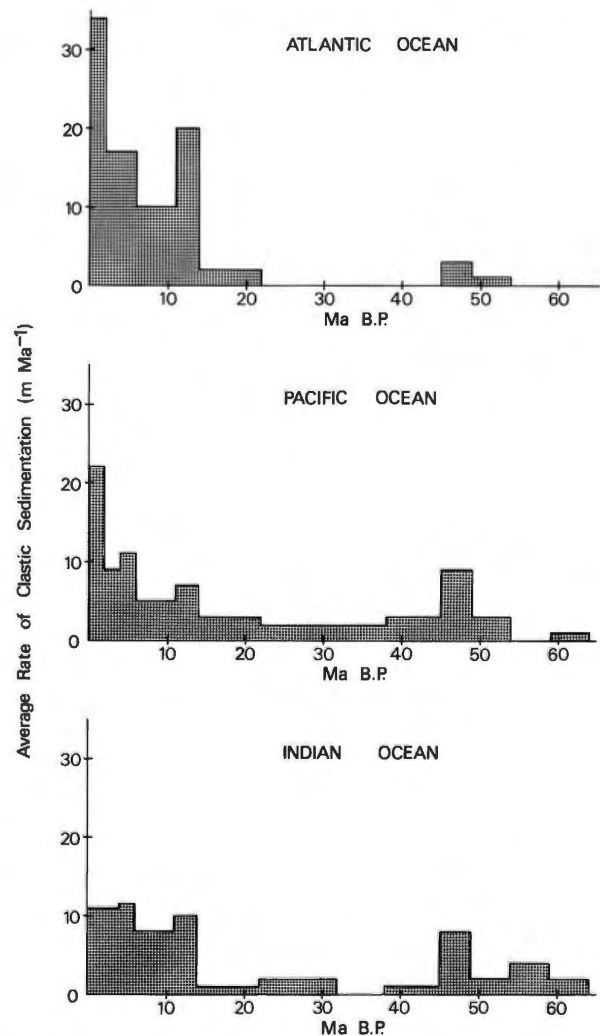 ATLANTIC OCEAN
30
20
10
0
10 20 30 40 50 60
Ma B.P.
PACIFIC OCEAN
30
20
10
0
10 20 30 40 50 60
Ma B.P.
Average Rate of Clastic Sedimentation (m Ma⁻¹)
INDIAN OCEAN
30
20
10
0
10 20 30 40 50 60
Ma B.P.